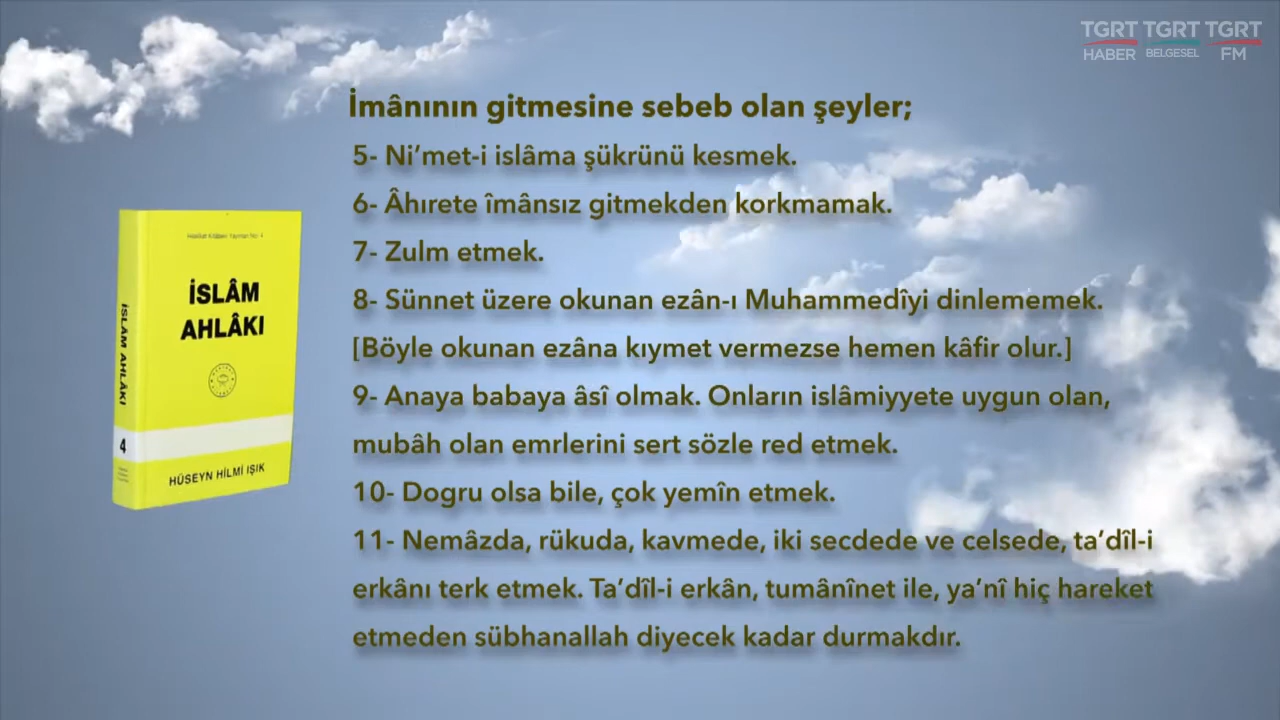 TGRT HABER TGRT BELGESEL TGRT FM
İmânının gitmesine sebeb olan şeyler;
5- Ni’met-i islâma şükrünü kesmek.
6- Âhırete îmânsız gitmekden korkmamak.
7- Zulm etmek.
8- Sünnet üzere okunan ezân-ı Muhammedîyi dinlememek.
[Böyle okunan ezâna kıymet vermezse hemen kâfir olur.]
9- Anaya babaya âsî olmak. Onların islâmiyyete uygun olan,
mubâh olan emrlerini sert sözle red etmek.
10- Dogru olsa bile, çok yemîn etmek.
11- Nemâzda, rükuda, kavmede, iki secdede ve celsede, ta’dîl-i
erkânı terk etmek. Ta’dîl-i erkân, tumânînet ile, ya’nî hiç hareket
etmeden sübhanallah diyecek kadar durmakdır.
Hakîkat Kitâbevi Yayınları No: 4
İSLÂM
AHLÂKI
HÜSEYN HİLMİ IŞIK
İSLÂM AHLÂKI
4